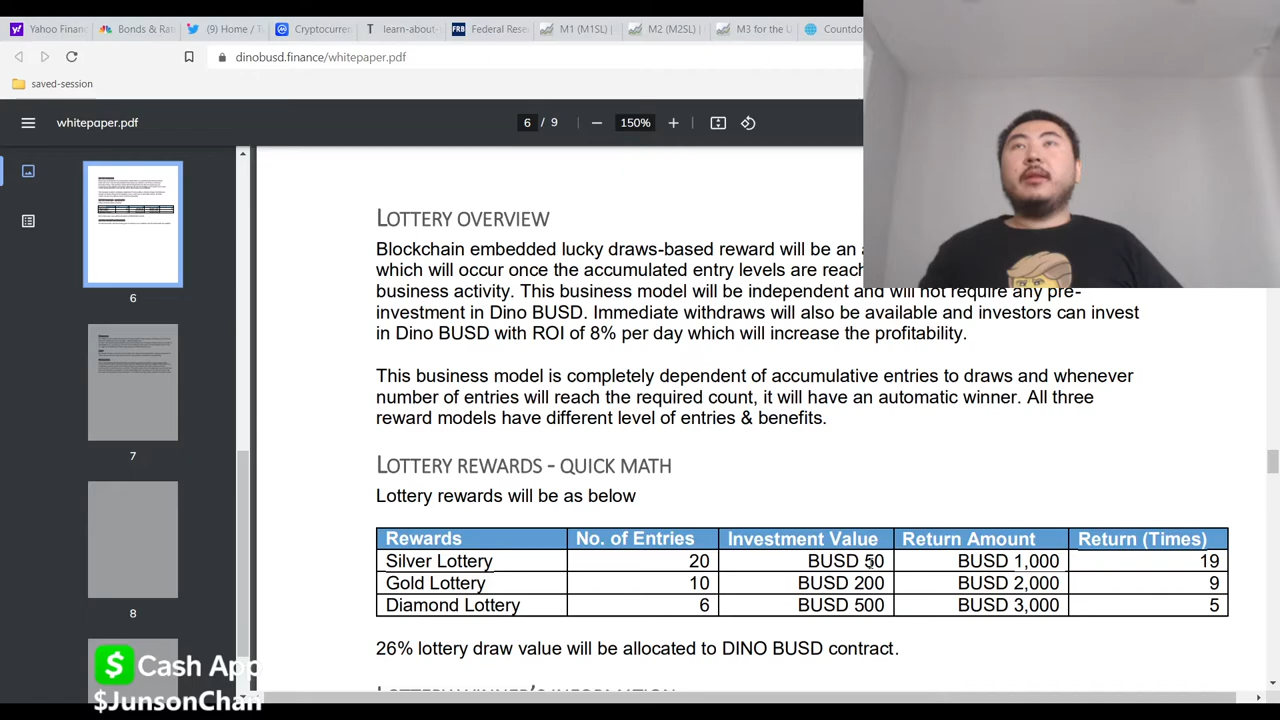 Yahoo Finan
Bonds & Ra
(9) Home / T
Cryptocurre
learn-about-
Federal Rese
M1 (M1SL) |
M2 (M2SL) |
M3 for the U
Countdo
dinobusd.finance/whitepaper.pdf
saved-session
whitepaper.pdf
6 / 9
150%
6
7
8
LOTTERY OVERVIEW
Blockchain embedded lucky draws-based reward will be an a
which will occur once the accumulated entry levels are reach
business activity. This business model will be independent and will not require any pre-
investment in Dino BUSD. Immediate withdraws will also be available and investors can invest
in Dino BUSD with ROI of 8% per day which will increase the profitability.
This business model is completely dependent of accumulative entries to draws and whenever
number of entries will reach the required count, it will have an automatic winner. All three
reward models have different level of entries & benefits.
LOTTERY REWARDS - QUICK MATH
Lottery rewards will be as below
Rewards No. of Entries Investment Value Return Amount Return (Times)
Silver Lottery 20 BUSD 50 BUSD 1,000 19
Gold Lottery 10 BUSD 200 BUSD 2,000 9
Diamond Lottery 6 BUSD 500 BUSD 3,000 5
26% lottery draw value will be allocated to DINO BUSD contract.
LOTTERY WINNER'S INFORMATION
$ Cash App
$JunsonChan